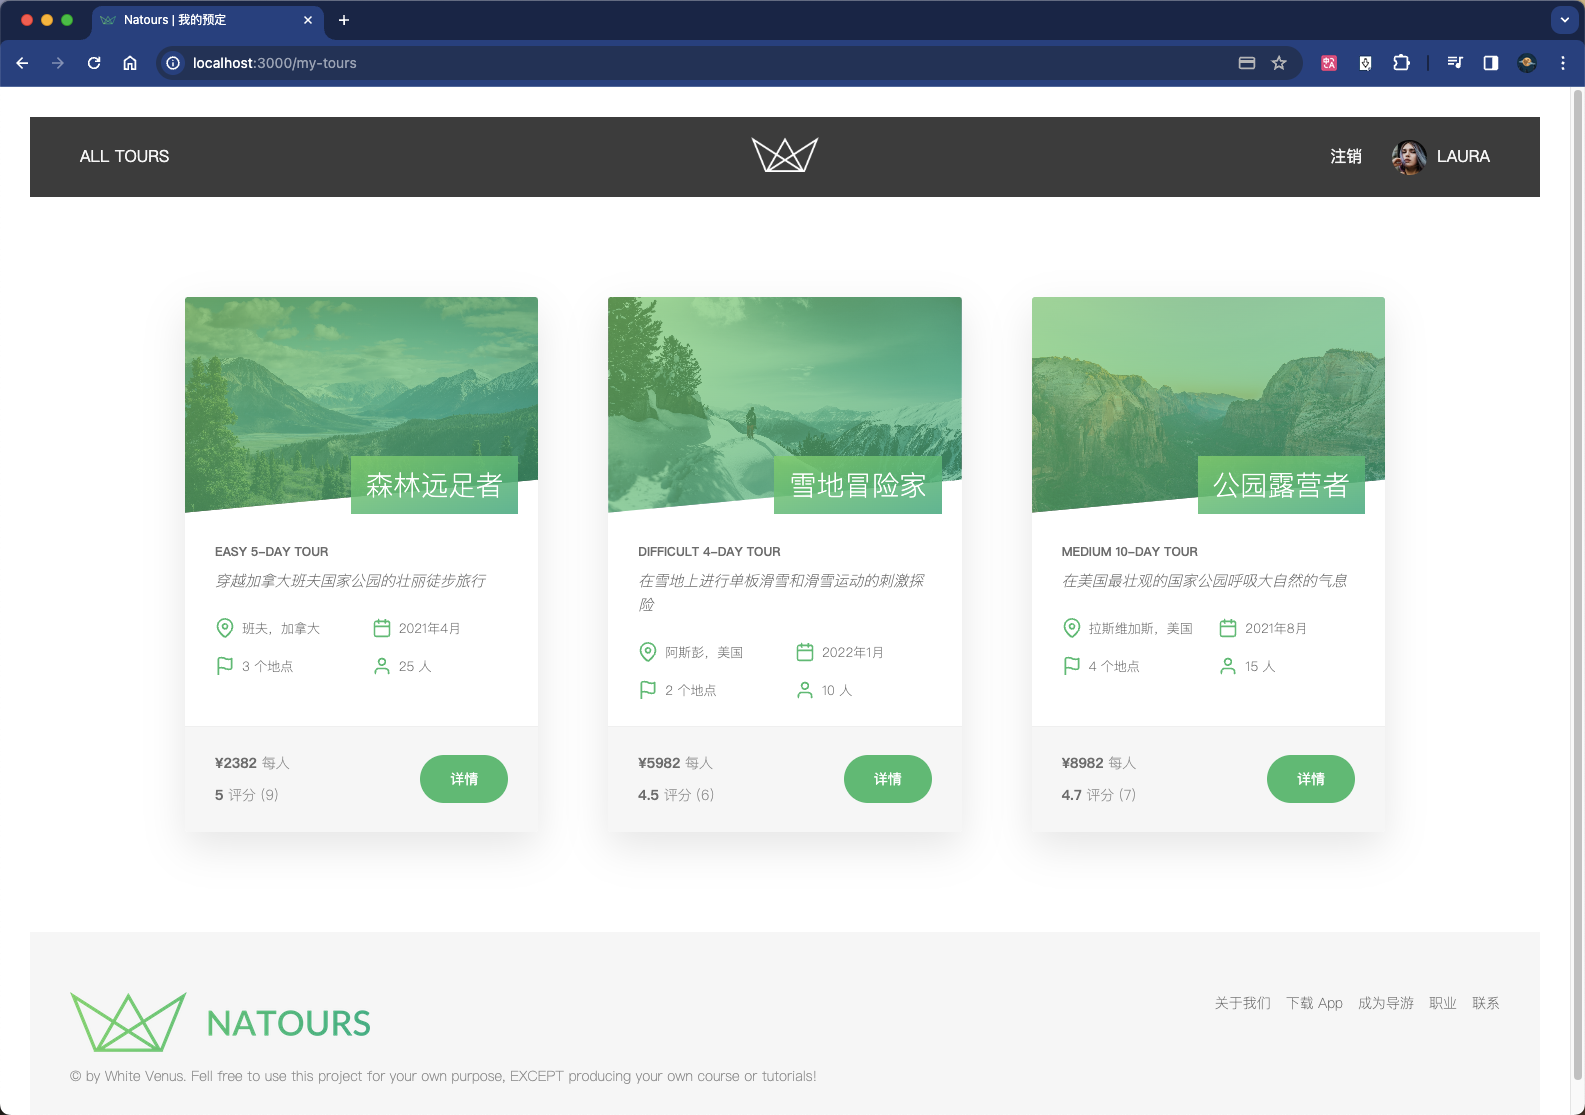 Natours | 我的预定
localhost:3000/my-tours
ALL TOURS
注销
LAURA
森林远足者
EASY 5-DAY TOUR
穿越加拿大班夫国家公园的壮丽徒步旅行
班夫，加拿大
2021年4月
3 个地点
25 人
¥2382 每人
5 评分 (9)
详情
雪地冒险家
DIFFICULT 4-DAY TOUR
在雪地上进行单板滑雪和滑雪运动的刺激探
险
阿斯彭，美国
2022年1月
2 个地点
10 人
¥5982 每人
4.5 评分 (6)
详情
公园露营者
MEDIUM 10-DAY TOUR
在美国最壮观的国家公园呼吸大自然的气息
拉斯维加斯，美国
2021年8月
4 个地点
15 人
¥8982 每人
4.7 评分 (7)
详情
NATOURS
关于我们 下载 App 成为导游 职业 联系
© by White Venus. Fell free to use this project for your own purpose, EXCEPT producing your own course or tutorials!